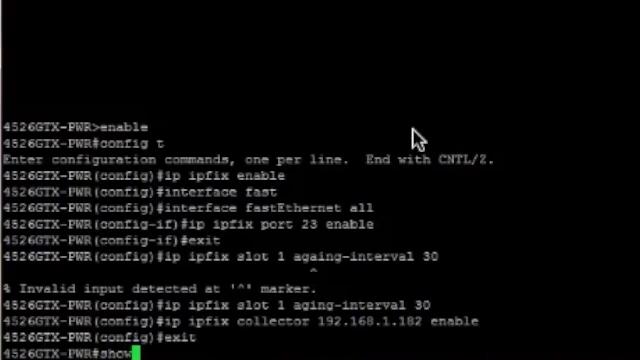 4526GTX-PWR>enable
4526GTX-PWR#config t
Enter configuration commands, one per line.  End with CNTL/Z.
4526GTX-PWR(config)#ip ipfix enable
4526GTX-PWR(config)#interface fast
4526GTX-PWR(config)#interface fastEthernet all
4526GTX-PWR(config-if)#ip ipfix port 23 enable
4526GTX-PWR(config-if)#exit
4526GTX-PWR(config)#ip ipfix slot 1 againg-interval 30
^
% Invalid input detected at '^' marker.
4526GTX-PWR(config)#ip ipfix slot 1 aging-interval 30
4526GTX-PWR(config)#ip ipfix collector 192.168.1.182 enable
4526GTX-PWR(config)#exit
4526GTX-PWR#show